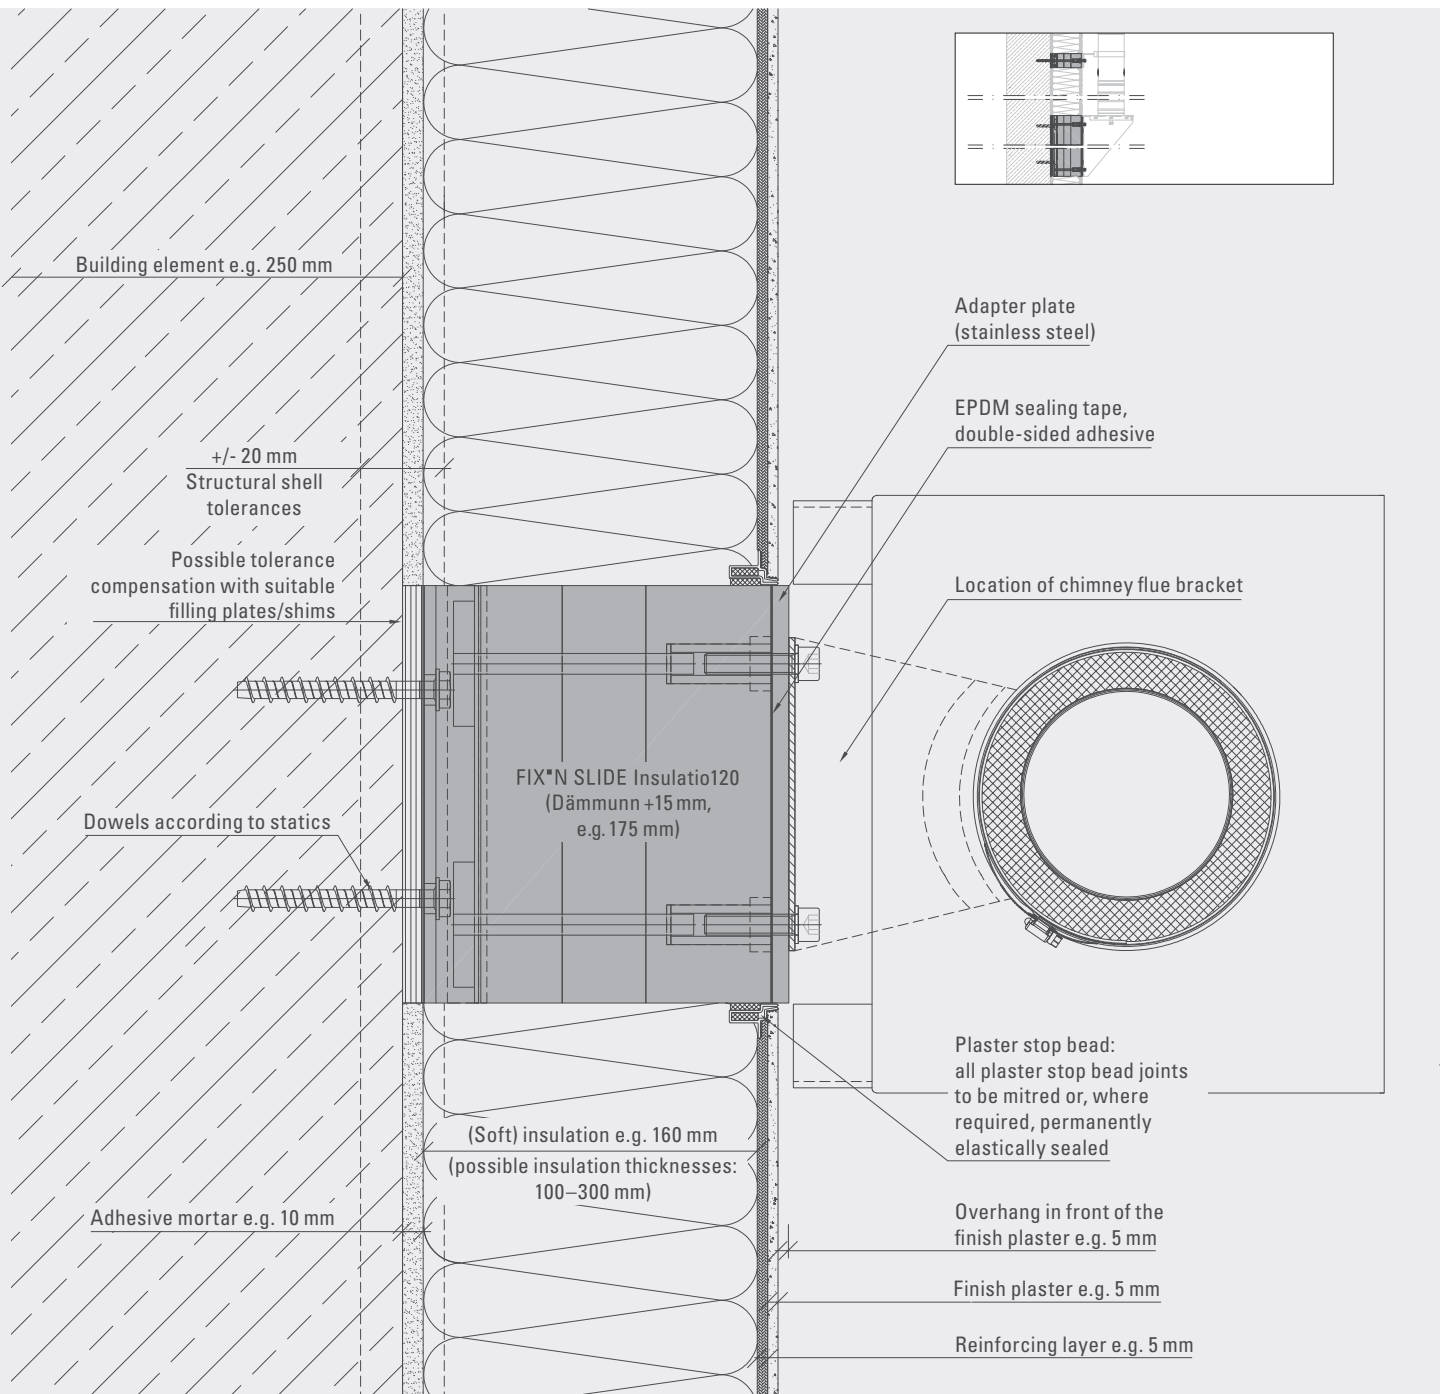 Building element e.g. 250 mm
Adapter plate
(stainless steel)
EPDM sealing tape,
double-sided adhesive
+/- 20 mm
Structural shell
tolerances
Possible tolerance
compensation with suitable
filling plates/shims
Location of chimney flue bracket
FIX■N SLIDE Insulatio120
(Dämmunn +15 mm,
e.g. 175 mm)
Dowels according to statics
Plaster stop bead:
all plaster stop bead joints
to be mitred or, where
required, permanently
elastically sealed
(Soft) insulation e.g. 160 mm
(possible insulation thicknesses:
100–300 mm)
Adhesive mortar e.g. 10 mm
Overhang in front of the
finish plaster e.g. 5 mm
Finish plaster e.g. 5 mm
Reinforcing layer e.g. 5 mm